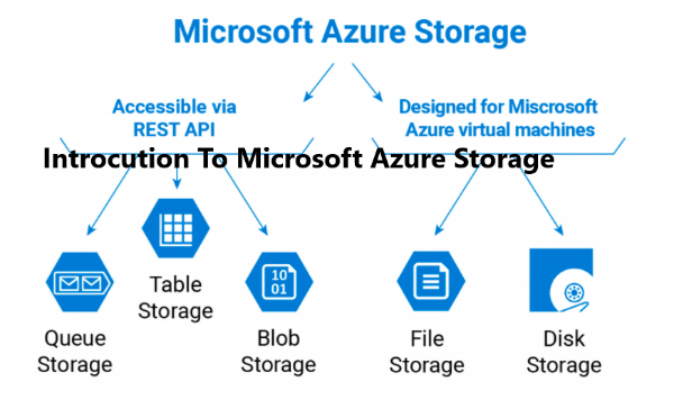 Microsoft Azure Storage
Accessible via
REST API
Designed for Miscrosoft
Azure virtual machines
Introcution To Microsoft Azure Storage
10
01
Queue
Storage
Table
Storage
Blob
Storage
File
Storage
Disk
Storage